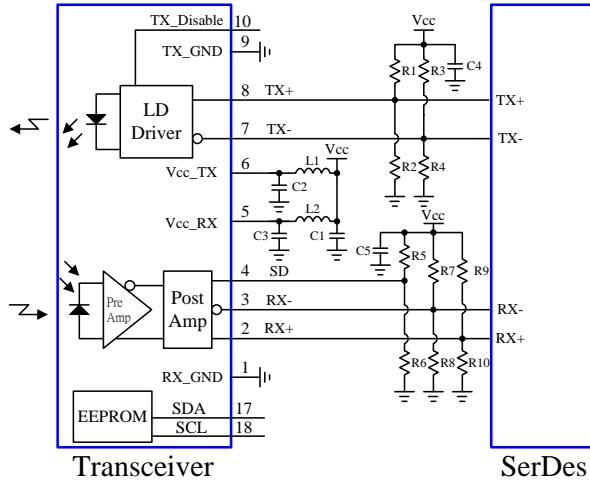 TX_Disable 10
Vcc
TX_GND 9
R1 R3 C4
LD Driver
8 TX+ TX+
7 TX- TX-
Vcc
R2 R4
Vcc_TX 6 L1
C2
Vcc
Vcc_RX 5 L2
C3 C1
C5 R5 R7 R9
4 SD
Pre Amp
Post Amp
3 RX- RX-
2 RX+ RX+
R6 R8 R10
RX_GND 1
EEPROM
SDA 17
SCL 18
Transceiver SerDes